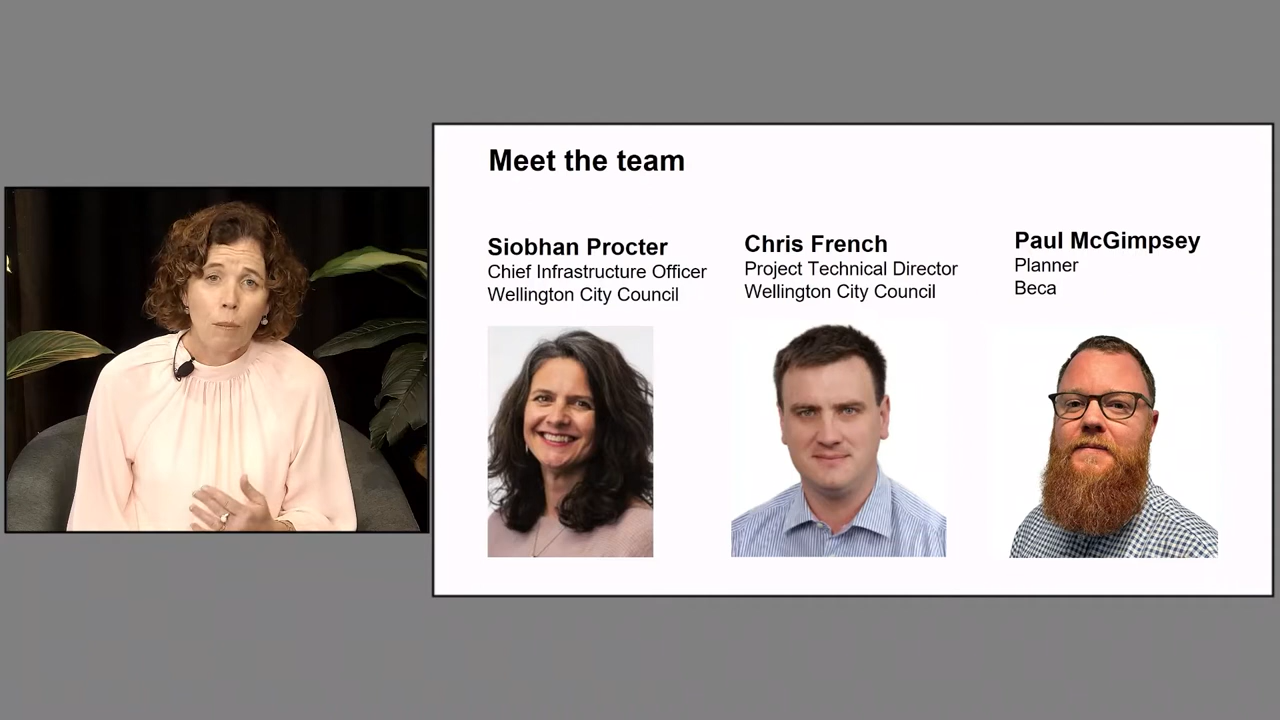 Meet the team
Siobhan Procter
Chief Infrastructure Officer
Wellington City Council
Chris French
Project Technical Director
Wellington City Council
Paul McGimpsey
Planner
Beca